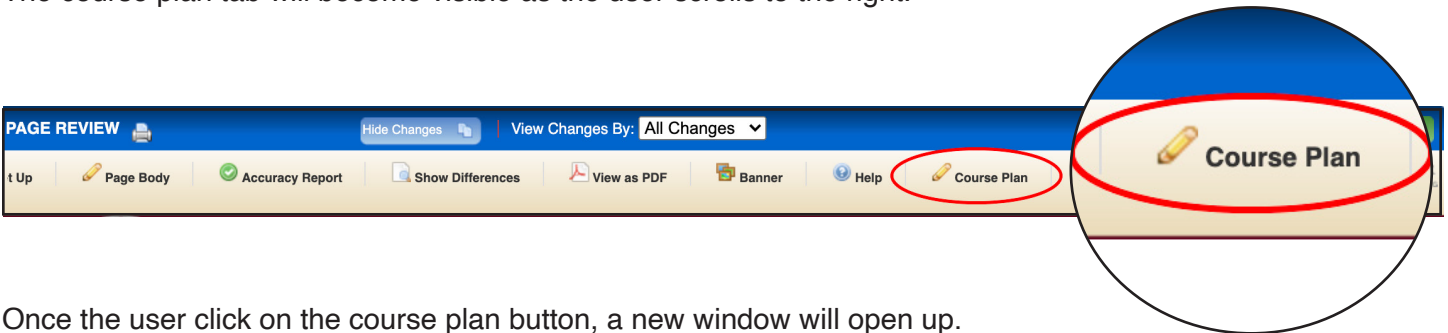 The course plan tab will become visible as the user scrolls to the right.
PAGE REVIEW Hide Changes View Changes By: All Changes
t Up Page Body Accuracy Report Show Differences View as PDF Banner Help Course Plan
Course Plan
Once the user click on the course plan button, a new window will open up.